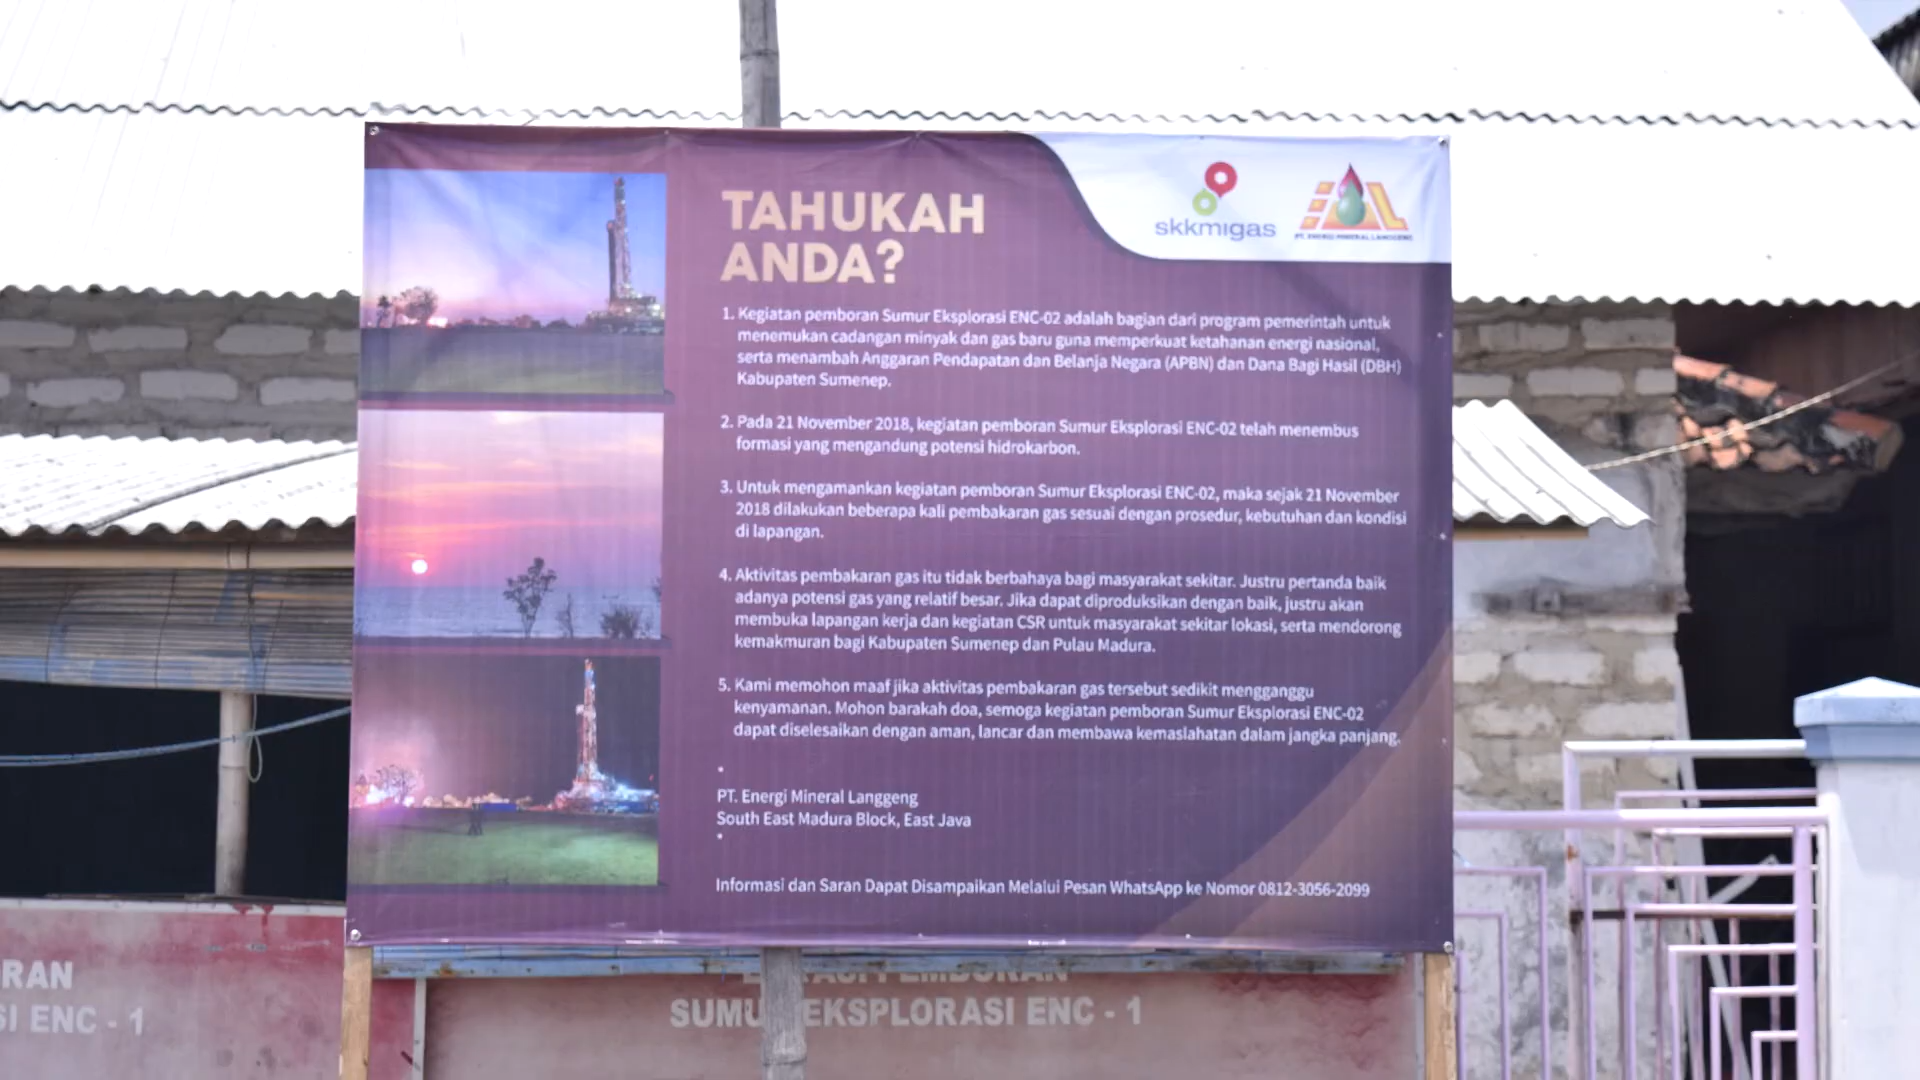 TAHUKAH
ANDA?
skkmigas
PT. ENERGI MINERAL LANGGENG
1. Kegiatan pemboran Sumur Eksplorasi ENC-02 adalah bagian dari program pemerintah untuk
menemukan cadangan minyak dan gas baru guna memperkuat ketahanan energi nasional,
serta menambah Anggaran Pendapatan dan Belanja Negara (APBN) dan Dana Bagi Hasil (DBH)
Kabupaten Sumenep.
2. Pada 21 November 2018, kegiatan pemboran Sumur Eksplorasi ENC-02 telah menembus
formasi yang mengandung potensi hidrokarbon.
3. Untuk mengamankan kegiatan pemboran Sumur Eksplorasi ENC-02, maka sejak 21 November
2018 dilakukan beberapa kali pembakaran gas sesuai dengan prosedur, kebutuhan dan kondisi
di lapangan.
4. Aktivitas pembakaran gas itu tidak berbahaya bagi masyarakat sekitar. Justru pertanda baik
adanya potensi gas yang relatif besar. Jika dapat diproduksikan dengan baik, justru akan
membuka lapangan kerja dan kegiatan CSR untuk masyarakat sekitar lokasi, serta mendorong
kemakmuran bagi Kabupaten Sumenep dan Pulau Madura.
5. Kami memohon maaf jika aktivitas pembakaran gas tersebut sedikit mengganggu
kenyamanan. Mohon barakah doa, semoga kegiatan pemboran Sumur Eksplorasi ENC-02
dapat diselesaikan dengan aman, lancar dan membawa kemaslahatan dalam jangka panjang.
PT. Energi Mineral Langgeng
South East Madura Block, East Java
Informasi dan Saran Dapat Disampaikan Melalui Pesan WhatsApp ke Nomor 0812-3056-2099
RAN
SI ENC - 1
PEMBORAN
EKSPLORASI ENC - 1